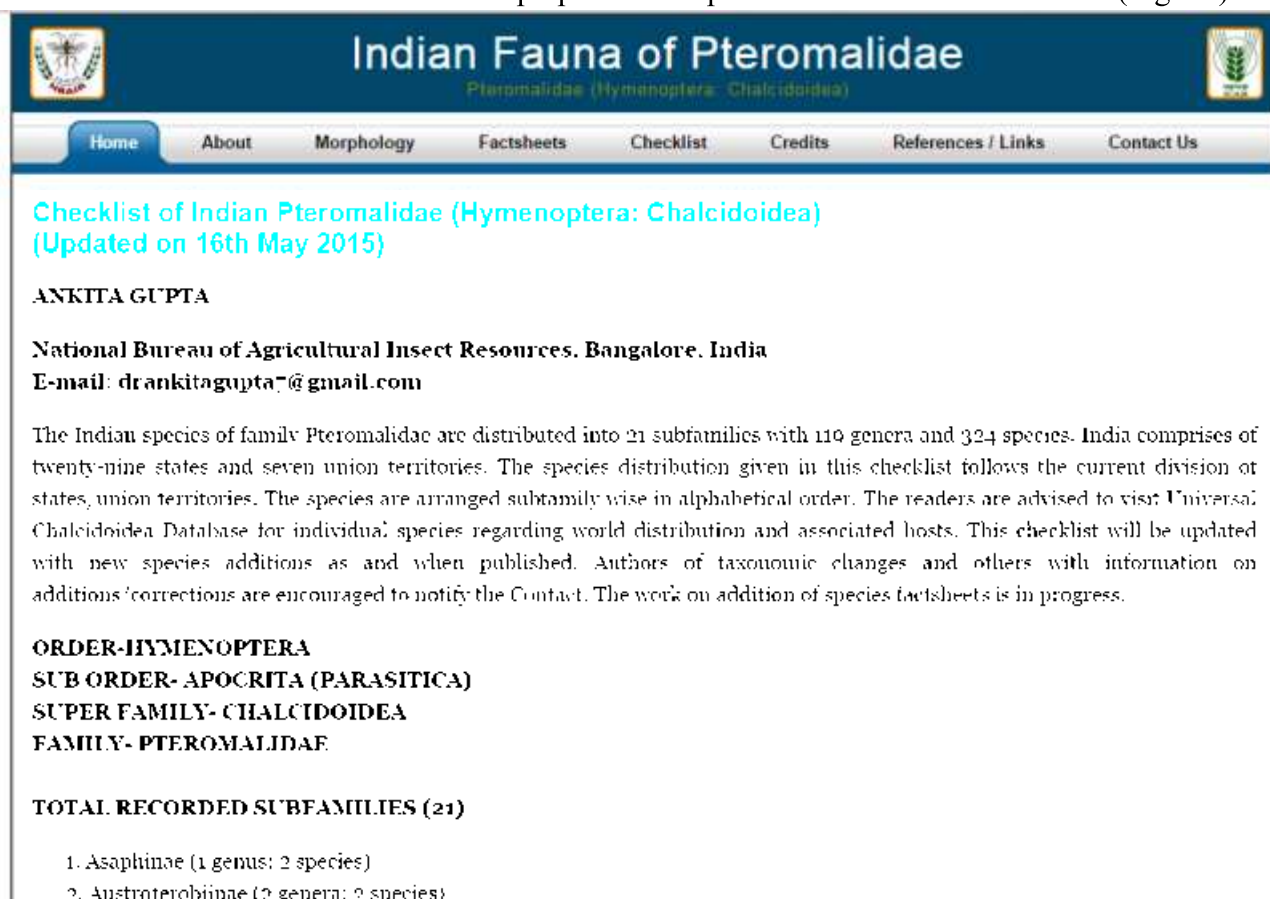 Indian Fauna of Pteromalidae
Pteromalidae (Hymenoptera: Chalcidoidea)
Home About Morphology Factsheets Checklist Credits References / Links Contact Us
Checklist of Indian Pteromalidae (Hymenoptera: Chalcidoidea)
(Updated on 16th May 2015)
ANKITA GUPTA
National Bureau of Agricultural Insect Resources, Bangalore, India
E-mail: drankitagupta7@gmail.com
The Indian species of family Pteromalidae are distributed into 21 subfamilies with 119 genera and 324 species. India comprises of
twenty-nine states and seven union territories. The species distribution given in this checklist follows the current division of
states, union territories. The species are arranged subfamily wise in alphabetical order. The readers are advised to visit Universal
Chalcidoidea Database for individual species regarding world distribution and associated hosts. This checklist will be updated
with new species additions as and when published. Authors of taxonomic changes and others with information on
additions/corrections are encouraged to notify the Contact. The work on addition of species factsheets is in progress.
ORDER-HYMENOPTERA
SUB ORDER- APOCRITA (PARASITICA)
SUPER FAMILY- CHALCIDOIDEA
FAMILY- PTEROMALIDAE
TOTAL RECORDED SUBFAMILIES (21)
1. Asaphinae (1 genus: 2 species)
2. Austroterobiinae (2 genera: 2 species)